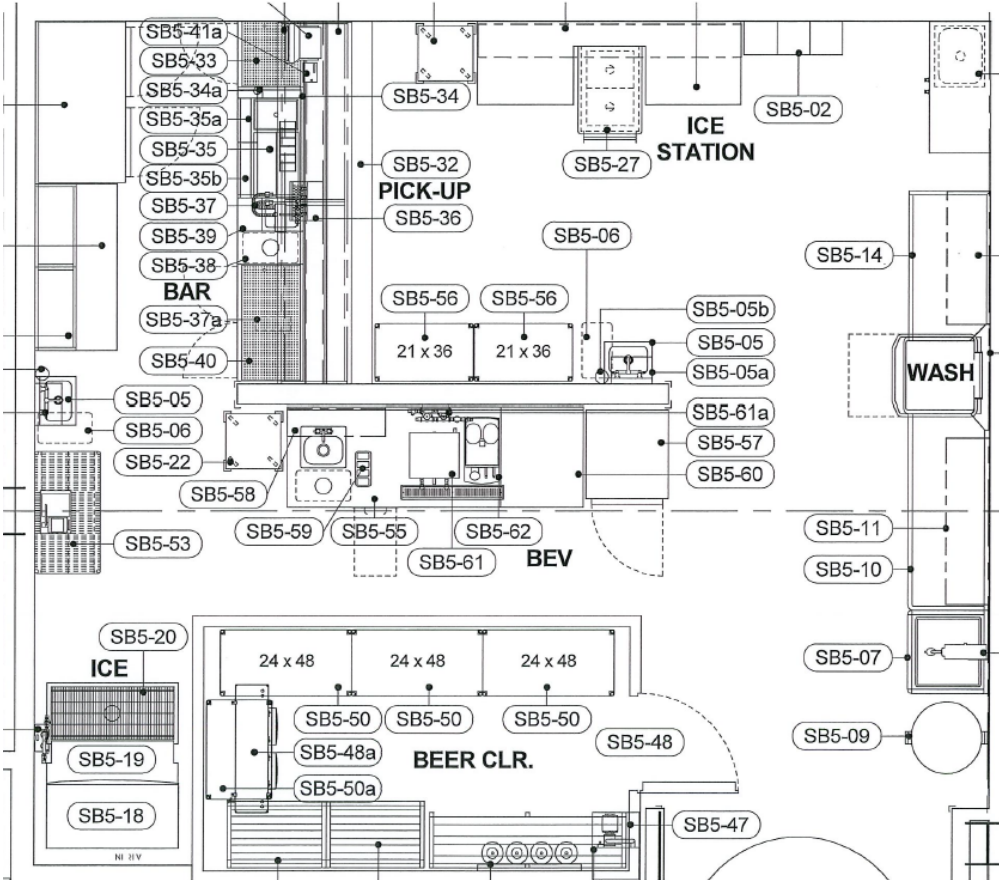 SB5-41a
SB5-33
SB5-34a
SB5-34
SB5-02
SB5-35a
ICE
STATION
SB5-35
SB5-32
SB5-27
SB5-35b
PICK-UP
SB5-37
SB5-36
SB5-39
SB5-06
SB5-38
SB5-14
BAR
SB5-56
SB5-56
SB5-05b
SB5-37a
SB5-05
21 x 36
21 x 36
SB5-40
SB5-05a
WASH
SB5-05
SB5-61a
SB5-06
SB5-57
SB5-22
SB5-60
SB5-58
SB5-59
SB5-55
SB5-62
SB5-11
SB5-53
SB5-61
BEV
SB5-10
SB5-20
ICE
24 x 48
24 x 48
24 x 48
SB5-07
SB5-50
SB5-50
SB5-50
SB5-48
SB5-09
SB5-48a
BEER CLR.
SB5-19
SB5-50a
SB5-18
SB5-47
AIR IN